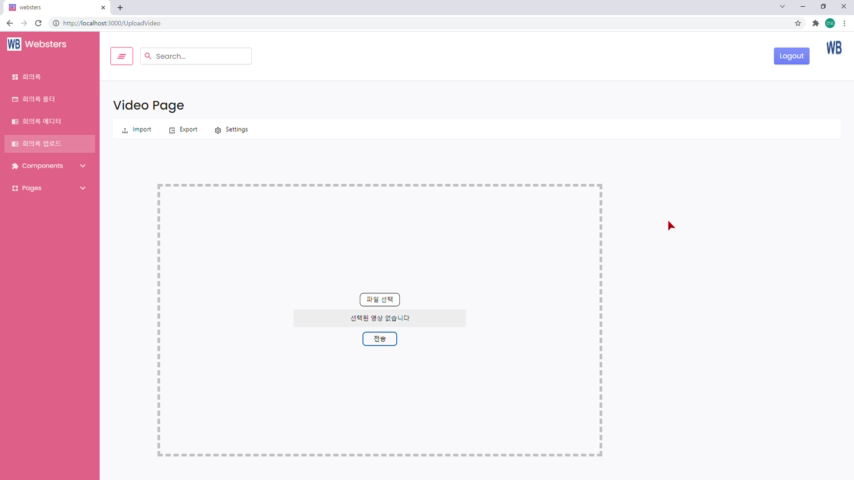 websters
http://localhost:3000/UploadVideo
WB Websters
Search...
Logout
WB
회의록
회의록 폴더
회의록 에디터
회의록 업로드
Components
Pages
Video Page
Import
Export
Settings
파일 선택
선택된 영상 없습니다
전송